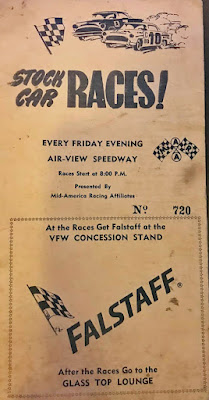 STOCK
CAR RACES!
EVERY FRIDAY EVENING
AIR-VIEW SPEEDWAY
Races Start at 8:00 P.M.
Presented By
Mid-America Racing Affiliates
Nº 720
At the Races Get Falstaff at the
VFW CONCESSION STAND
FALSTAFF®
After the Races Go to the
GLASS TOP LOUNGE